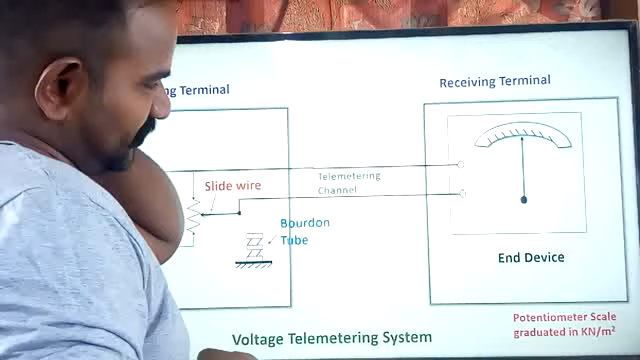 ng Terminal
Receiving Terminal
Telemetering
Channel
Slide wire
Bourdon
Tube
End Device
Voltage Telemetering System
Potentiometer Scale
graduated in KN/m²